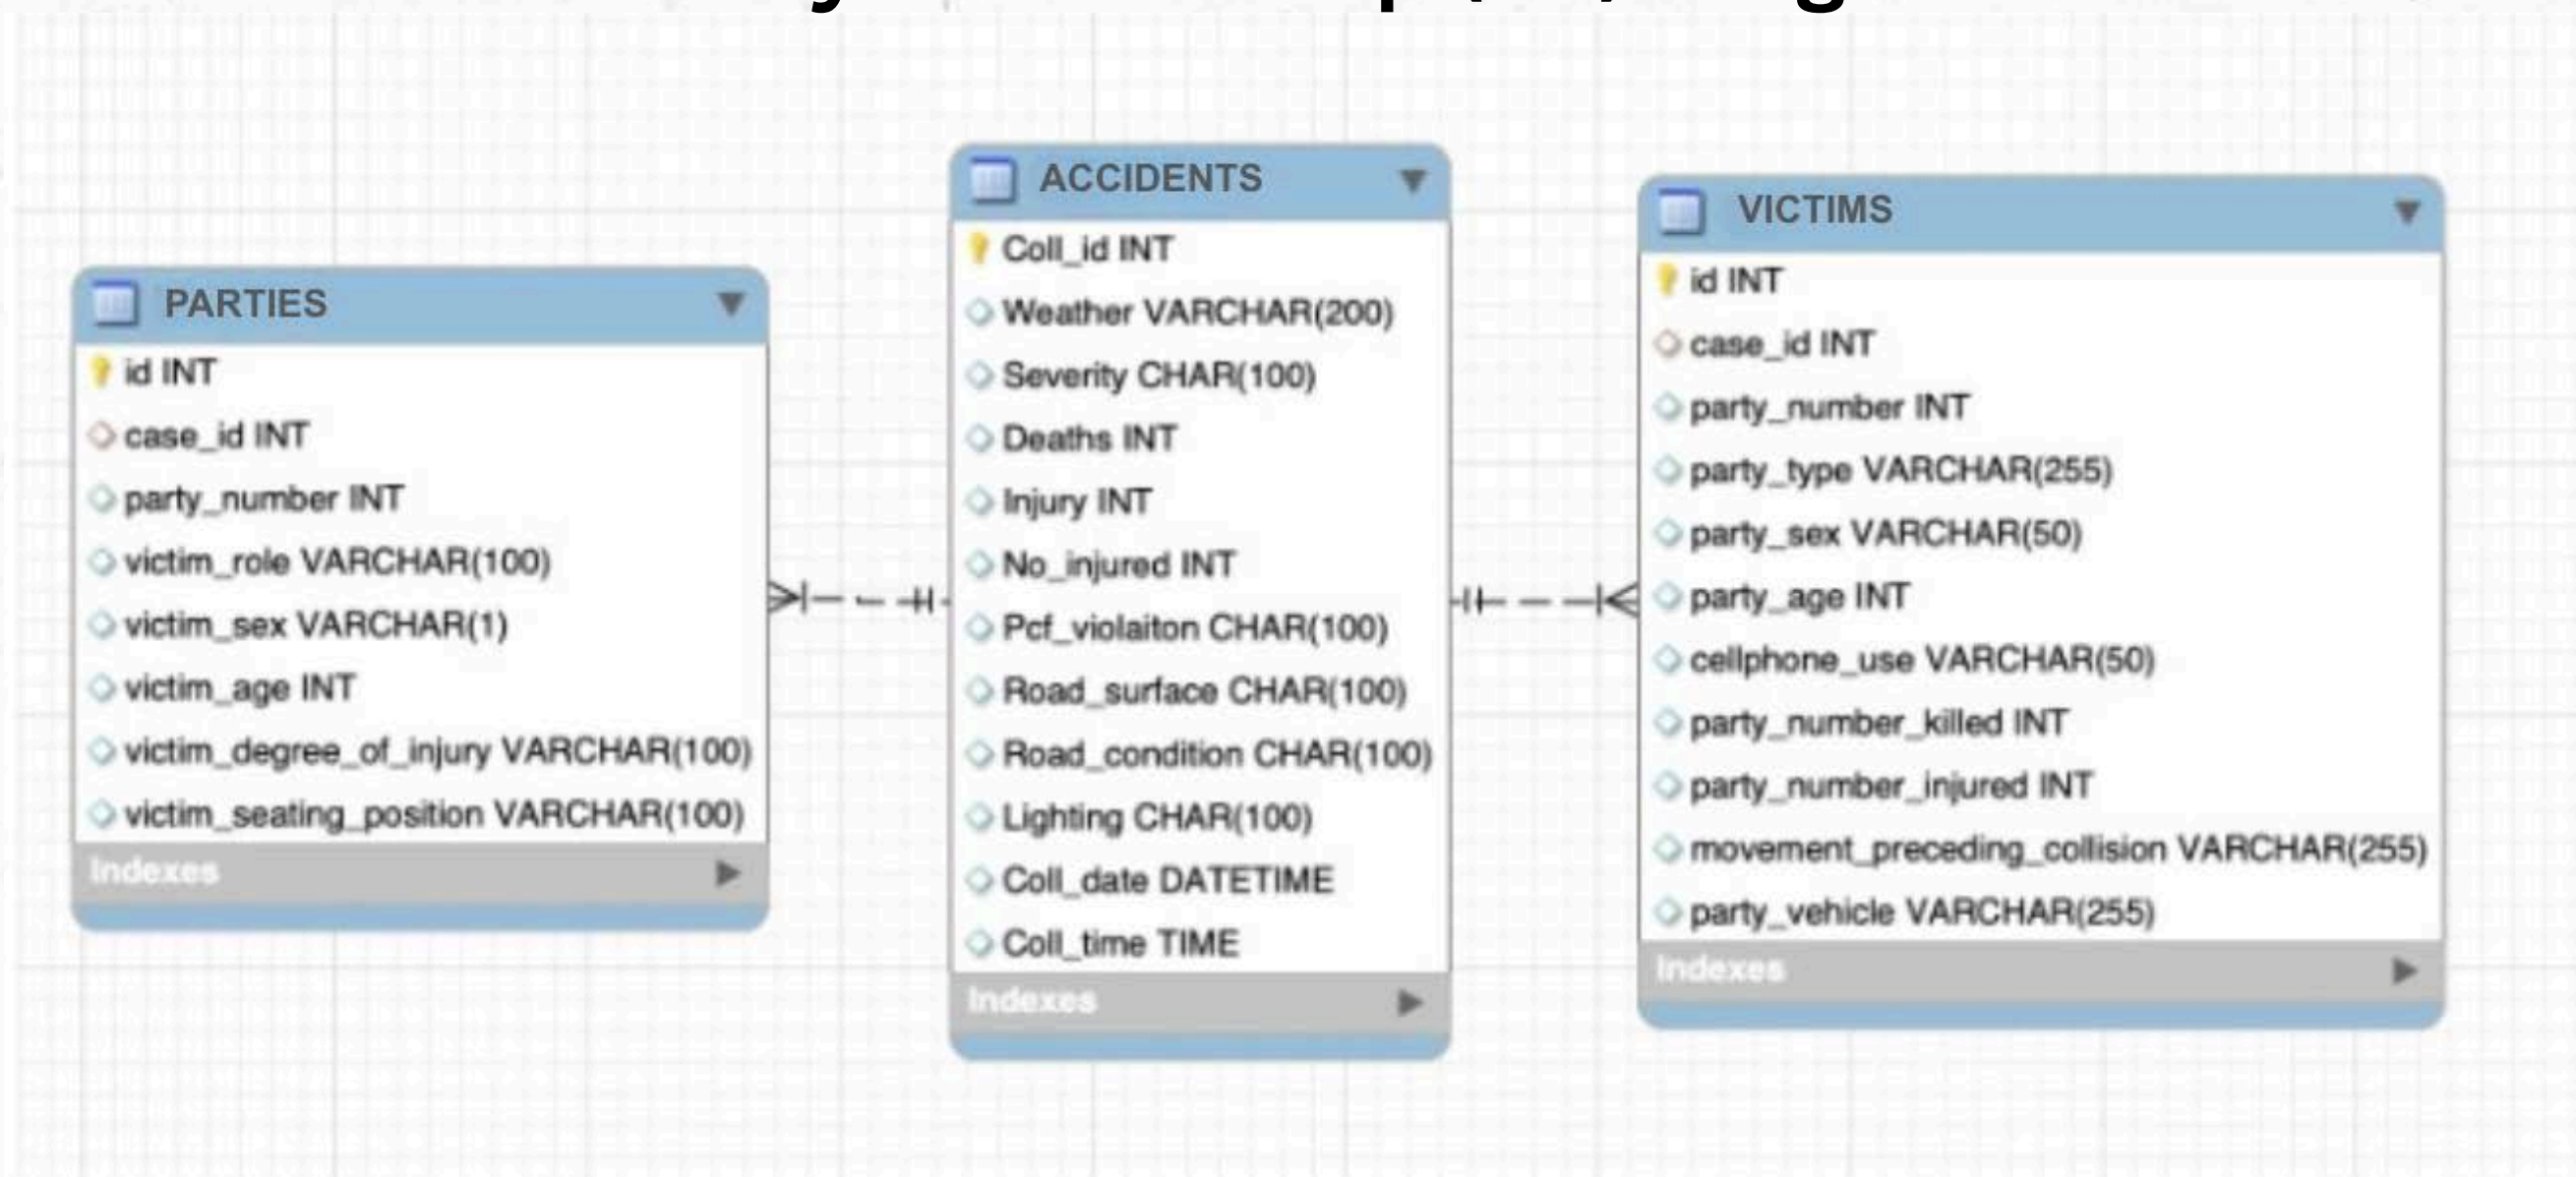 PARTIES
id INT
case_id INT
party_number INT
victim_role VARCHAR(100)
victim_sex VARCHAR(1)
victim_age INT
victim_degree_of_injury VARCHAR(100)
victim_seating_position VARCHAR(100)
Indexes
ACCIDENTS
Coll_id INT
Weather VARCHAR(200)
Severity CHAR(100)
Deaths INT
Injury INT
No_injured INT
Pcf_violaiton CHAR(100)
Road_surface CHAR(100)
Road_condition CHAR(100)
Lighting CHAR(100)
Coll_date DATETIME
Coll_time TIME
Indexes
VICTIMS
id INT
case_id INT
party_number INT
party_type VARCHAR(255)
party_sex VARCHAR(50)
party_age INT
cellphone_use VARCHAR(50)
party_number_killed INT
party_number_injured INT
movement_preceding_collision VARCHAR(255)
party_vehicle VARCHAR(255)
Indexes